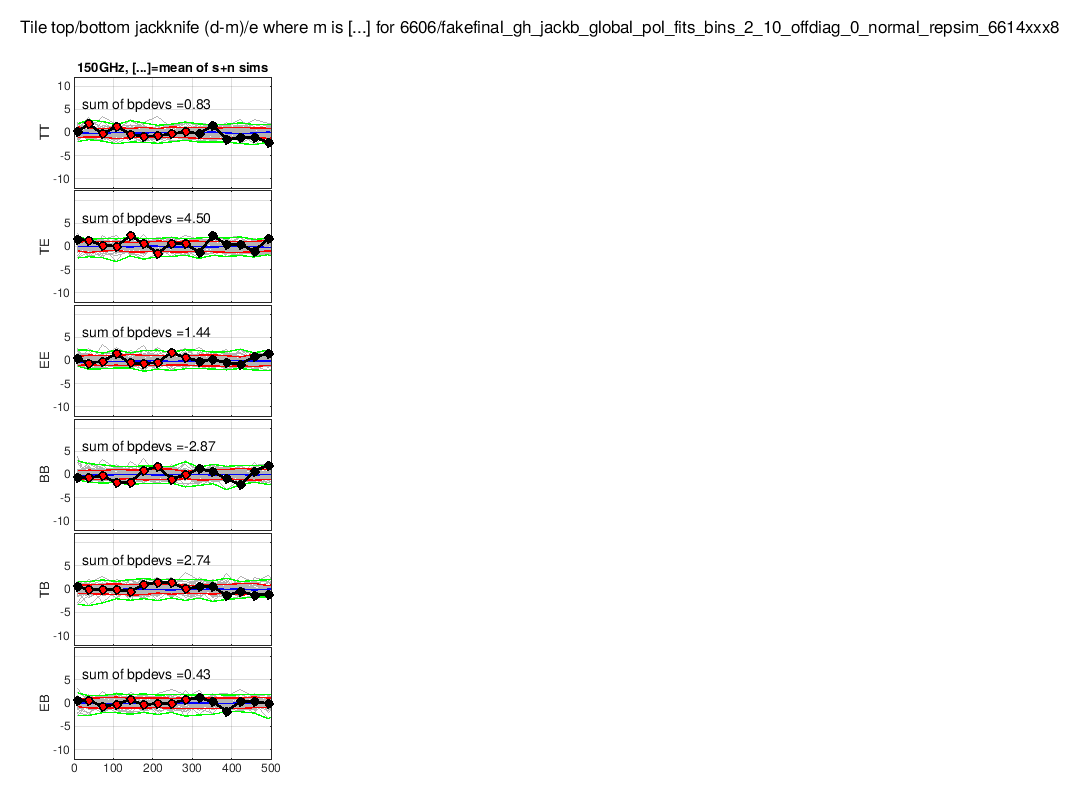 Tile top/bottom jackknife (d-m)/e where m is [...] for 6606/fakefinal_gh_jackb_global_pol_fits_bins_2_10_offdiag_0_normal_repsim_6614xxx8
150GHz, [...]=mean of s+n sims
10
5
0
-5
-10
TT
sum of bpdevs =0.83
5
0
-5
-10
TE
sum of bpdevs =4.50
5
0
-5
-10
EE
sum of bpdevs =1.44
5
0
-5
-10
BB
sum of bpdevs =-2.87
5
0
-5
-10
TB
sum of bpdevs =2.74
5
0
-5
-10
EB
sum of bpdevs =0.43
0 100 200 300 400 500